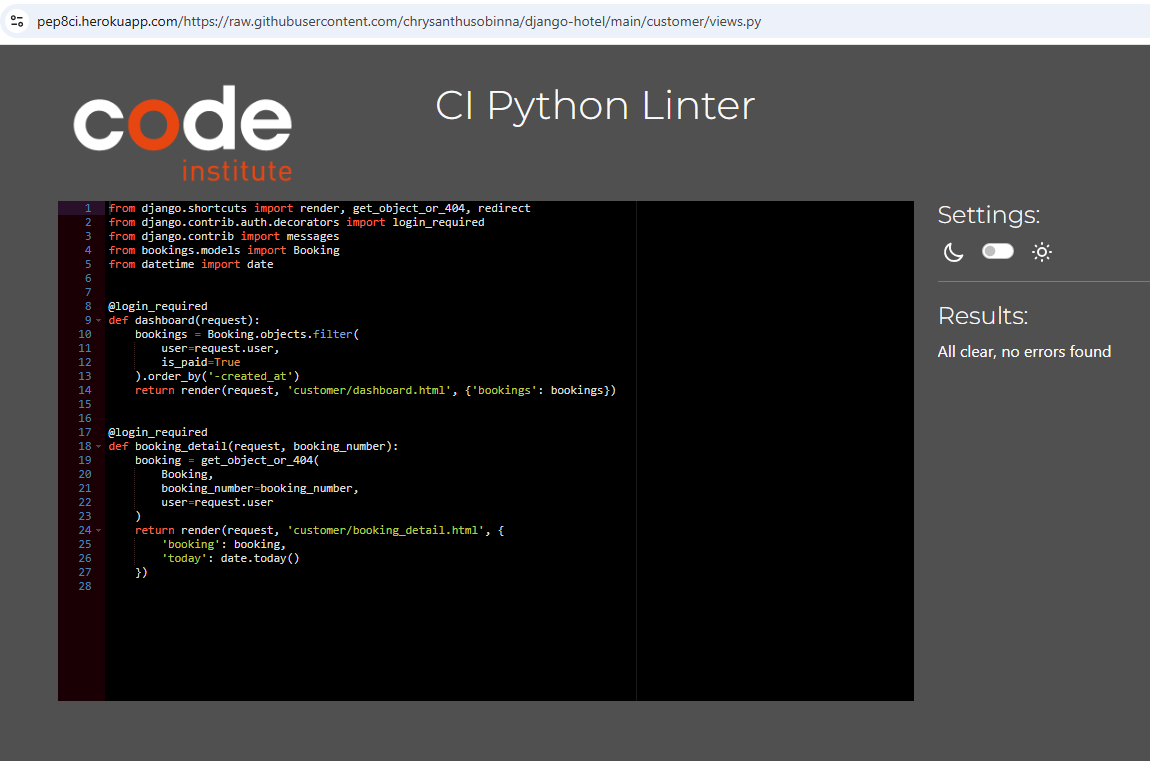 pep8ci.herokuapp.com/https://raw.githubusercontent.com/chrysanthusobinna/django-hotel/main/customer/views.py
code
institute
CI Python Linter
1 from django.shortcuts import render, get_object_or_404, redirect
2 from django.contrib.auth.decorators import login_required
3 from django.contrib import messages
4 from bookings.models import Booking
5 from datetime import date
6
7
8 @login_required
9 def dashboard(request):
10     bookings = Booking.objects.filter(
11         user=request.user,
12         is_paid=True
13     ).order_by('-created_at')
14     return render(request, 'customer/dashboard.html', {'bookings': bookings})
15
16
17 @login_required
18 def booking_detail(request, booking_number):
19     booking = get_object_or_404(
20         Booking,
21         booking_number=booking_number,
22         user=request.user
23     )
24     return render(request, 'customer/booking_detail.html', {
25         'booking': booking,
26         'today': date.today()
27     })
28
Settings:
Results:
All clear, no errors found